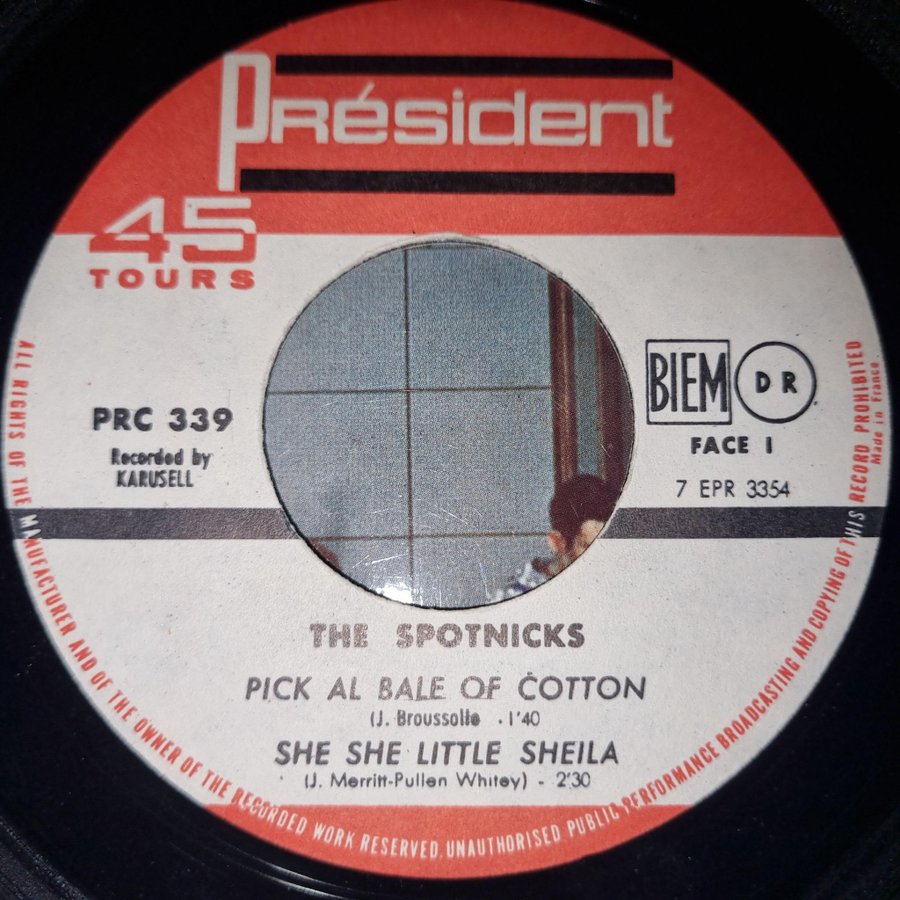 Président
45
TOURS
BIEM
DR
PRC 339
Recorded by
KARUSELL
FACE 1
7 EPR 3354
THE SPOTNICKS
PICK AL BALE OF COTTON
(J. Broussolle . 1'40
SHE SHE LITTLE SHEILA
(J. Merritt-Pullen Whitey) - 2'30
ALL RIGHTS OF THE MANUFACTURER AND OF THE OWNER OF THE RECORDED WORK RESERVED. UNAUTHORISED PUBLIC PERFORMANCE BROADCASTING AND COPYING OF THIS RECORD PROHIBITED
Made in France